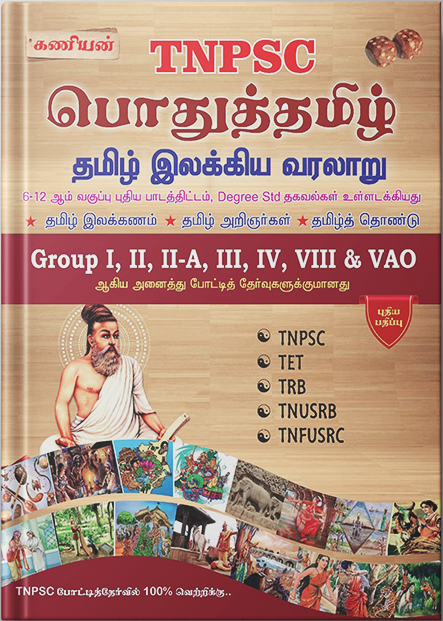 கணியன்
TNPSC
பொதுத்தமிழ்
தமிழ் இலக்கிய வரலாறு
6-12 ஆம் வகுப்பு புதிய பாடத்திட்டம், Degree Std தகவல்கள் உள்ளடக்கியது
★ தமிழ் இலக்கணம் ★ தமிழ் அறிஞர்கள் ★ தமிழ்த் தொண்டு
Group I, II, II-A, III, IV, VIII & VAO
ஆகிய அனைத்து போட்டித் தேர்வுகளுக்குமானது
புதிய
பதிப்பு
TNPSC
TET
TRB
TNUSRB
TNFUSRC
TNPSC போட்டித்தேர்வில் 100% வெற்றிக்கு..